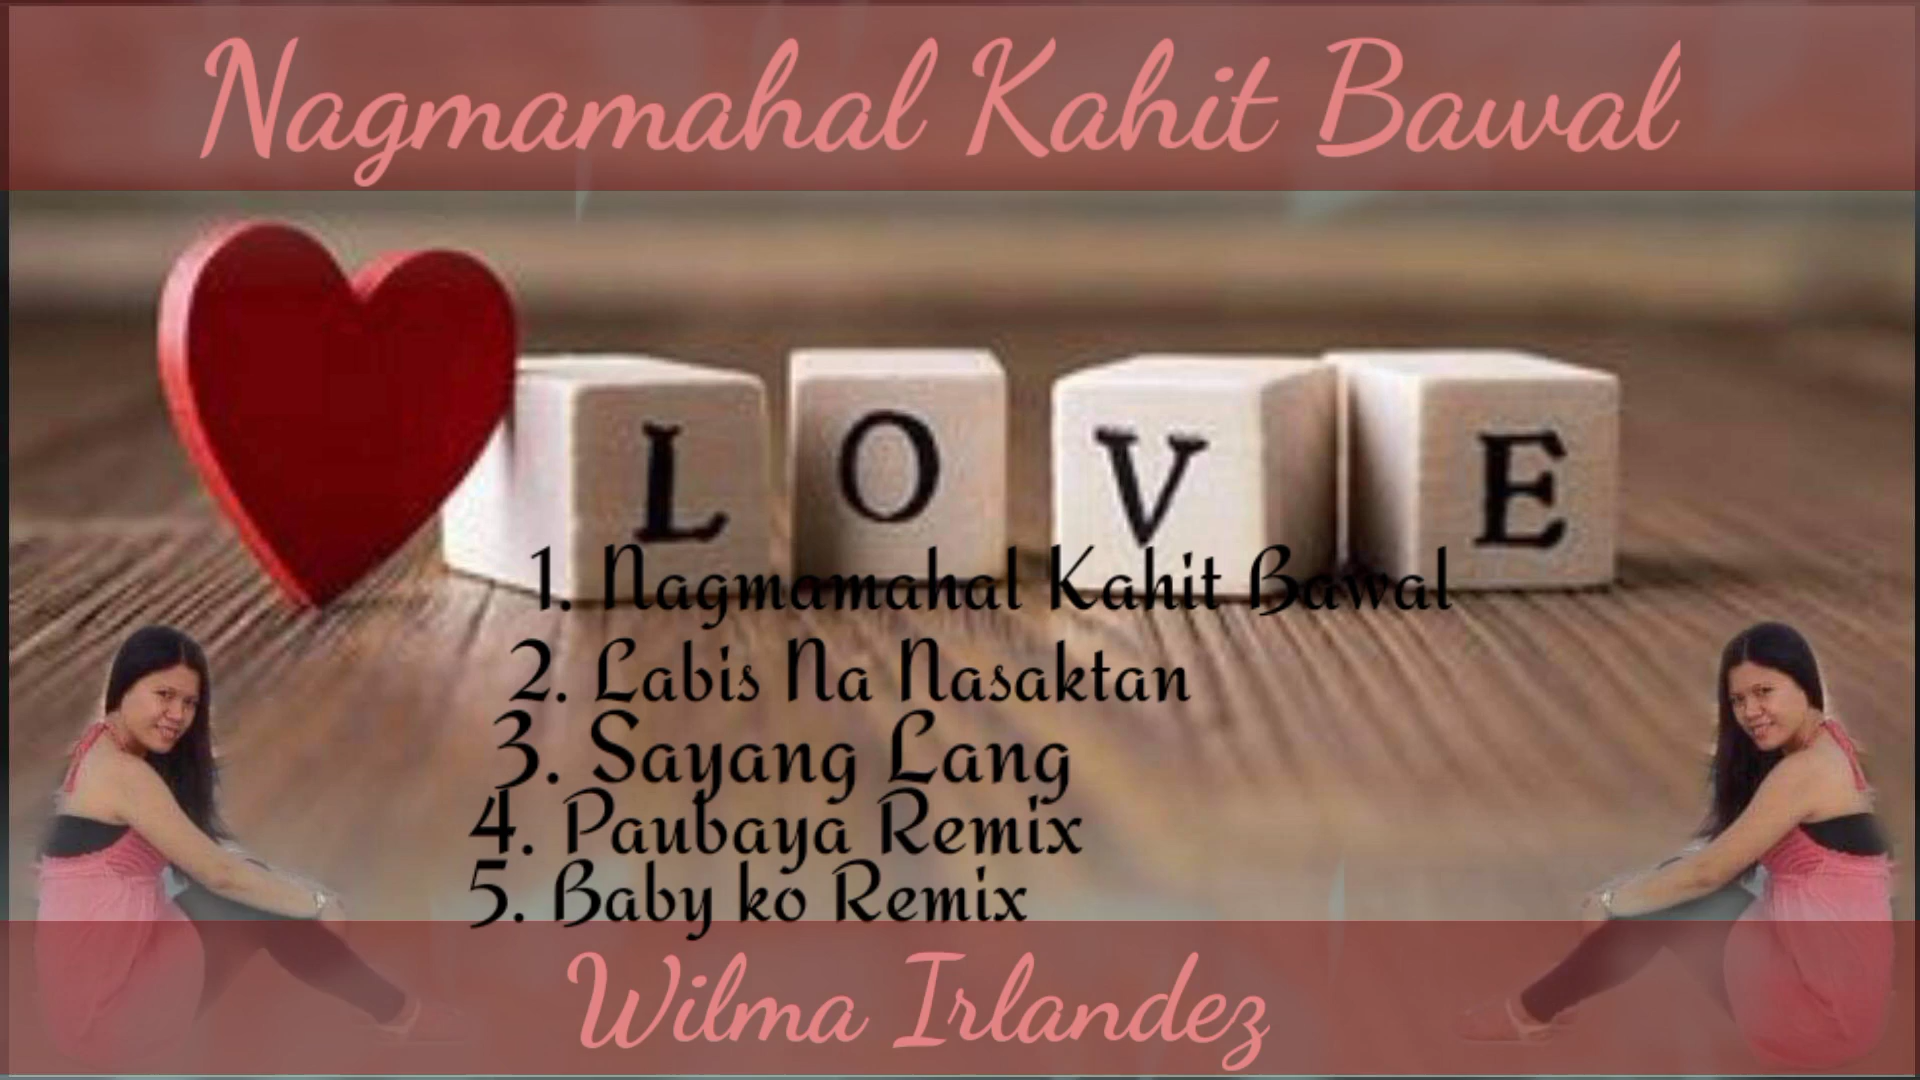 Nagmamahal Kahit Bawal
L O V E
1. Nagmamahal Kahit Bawal
2. Labis Na Nasaktan
3. Sayang Lang
4. Paubaya Remix
5. Baby ko Remix
Wilma Irlandez